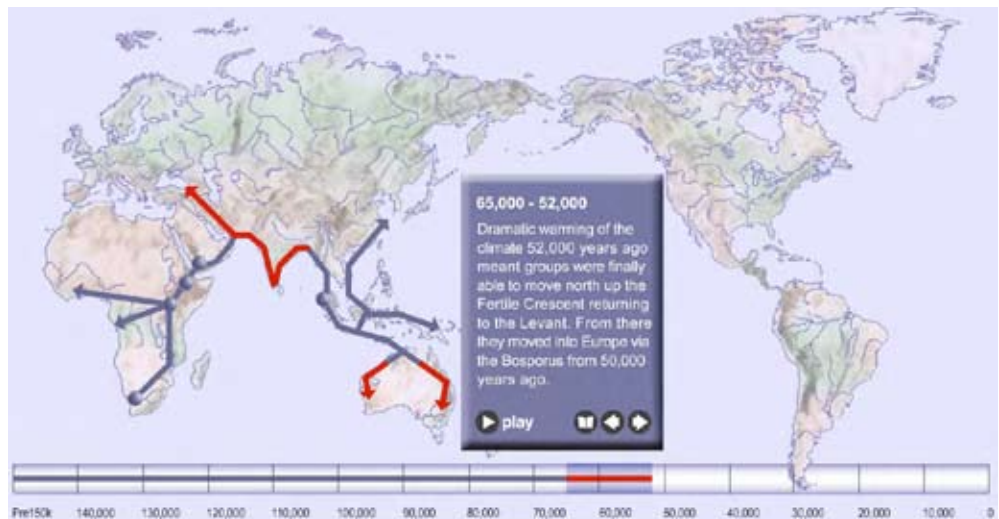 65,000 - 52,000
Dramatic warming of the
climate 52,000 years ago
meant groups were finally
able to move north up the
Fertile Crescent returning
to the Levant. From there
they moved into Europe via
the Bosporus from 50,000
years ago.
play
Pre150k 140,000 130,000 120,000 110,000 100,000 90,000 80,000 70,000 60,000 50,000 40,000 30,000 20,000 10,000 0